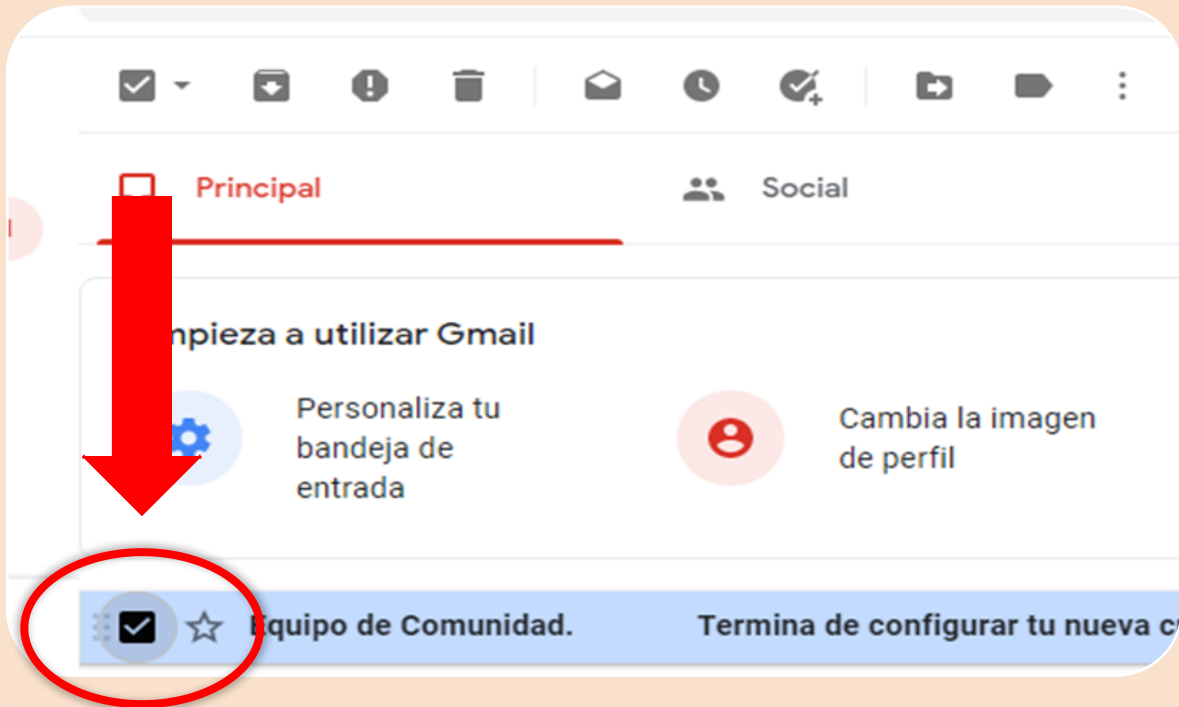 Principal
Social
mpieza a utilizar Gmail
Personaliza tu
bandeja de
entrada
Cambia la imagen
de perfil
Equipo de Comunidad. Termina de configurar tu nueva